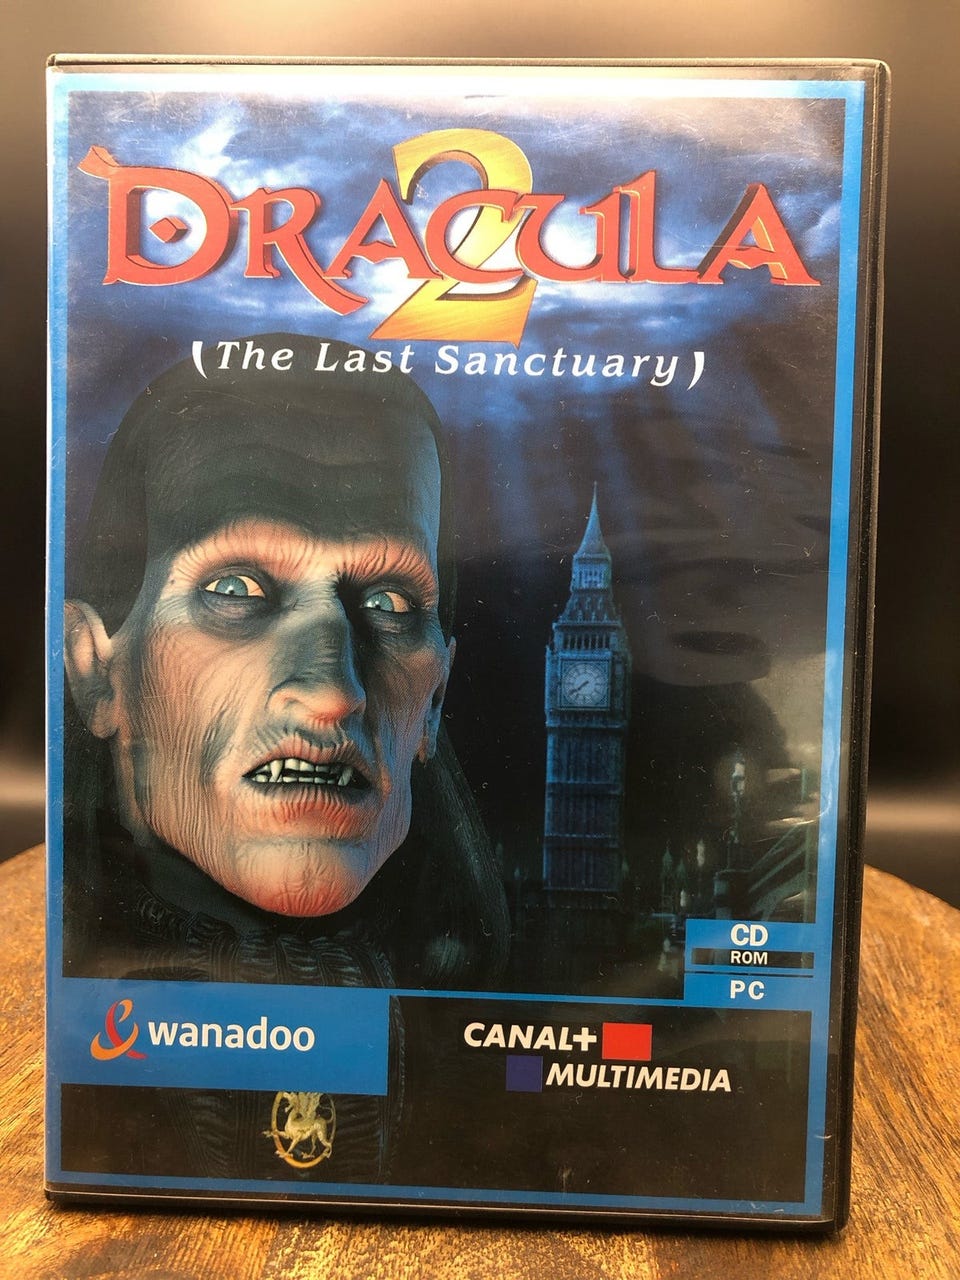 DRACULA 2
(The Last Sanctuary)
CD
ROM
PC
wanadoo
CANAL+
MULTIMEDIA